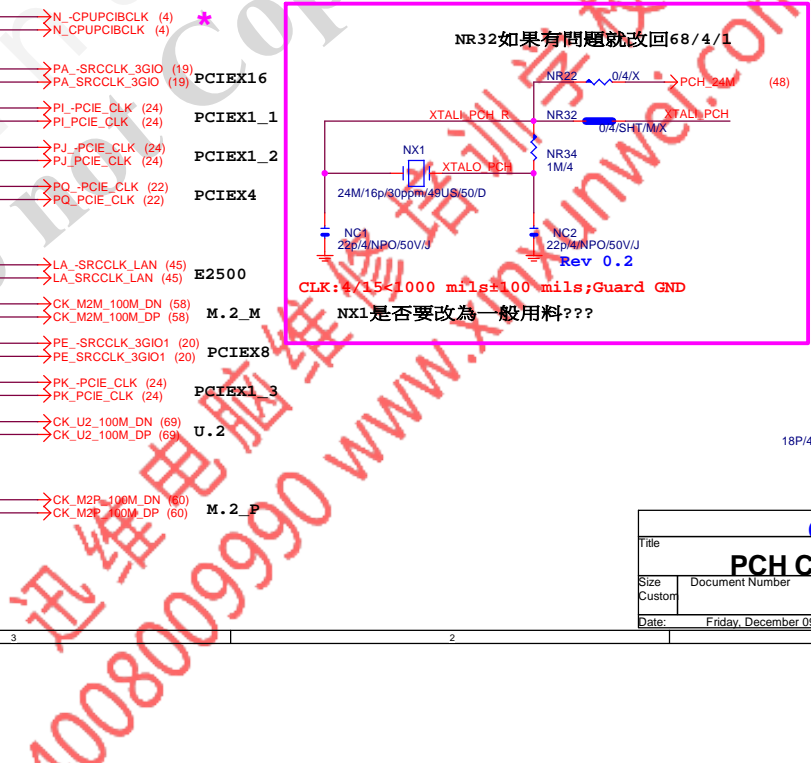 N_-CPUPCIBCLK (4)
N_CPUPCIBCLK (4)
*
PA_-SRCCLK_3GIO (19)
PA_SRCCLK_3GIO (19)
PCIEX16
PI_-PCIE_CLK (24)
PI_PCIE_CLK (24)
PCIEX1_1
PJ_-PCIE_CLK (24)
PJ_PCIE_CLK (24)
PCIEX1_2
PQ_-PCIE_CLK (22)
PQ_PCIE_CLK (22)
PCIEX4
LA_-SRCCLK_LAN (45)
LA_SRCCLK_LAN (45)
E2500
CK_M2M_100M_DN (58)
CK_M2M_100M_DP (58)
M.2_M
PE_-SRCCLK_3GIO1 (20)
PE_SRCCLK_3GIO1 (20)
PCIEX8
PK_-PCIE_CLK (24)
PK_PCIE_CLK (24)
PCIEX1_3
CK_U2_100M_DN (69)
CK_U2_100M_DP (69)
U.2
CK_M2P_100M_DN (60)
CK_M2P_100M_DP (60)
M.2_P
NR32如果有問題就改回68/4/1
NR22 0/4/X PCH_24M (48)
XTALI_PCH_R NR32 XTALI_PCH
0/4/SHT/M/X
NX1 XTALO_PCH NR34
1M/4
24M/16p/30ppm/49US/50/D
NC1
22p/4/NPO/50V/J
NC2
22p/4/NPO/50V/J
Rev 0.2
CLK:4/15<1000 mils±100 mils;Guard GND
NX1是否要改為一般用料???
18P/4
Title
PCH C
Size
Custom
Document Number
Date: Friday, December 09
3 2
not Cop
迅维电脑维修培训学校
4008009990 www.xinxunwei.com